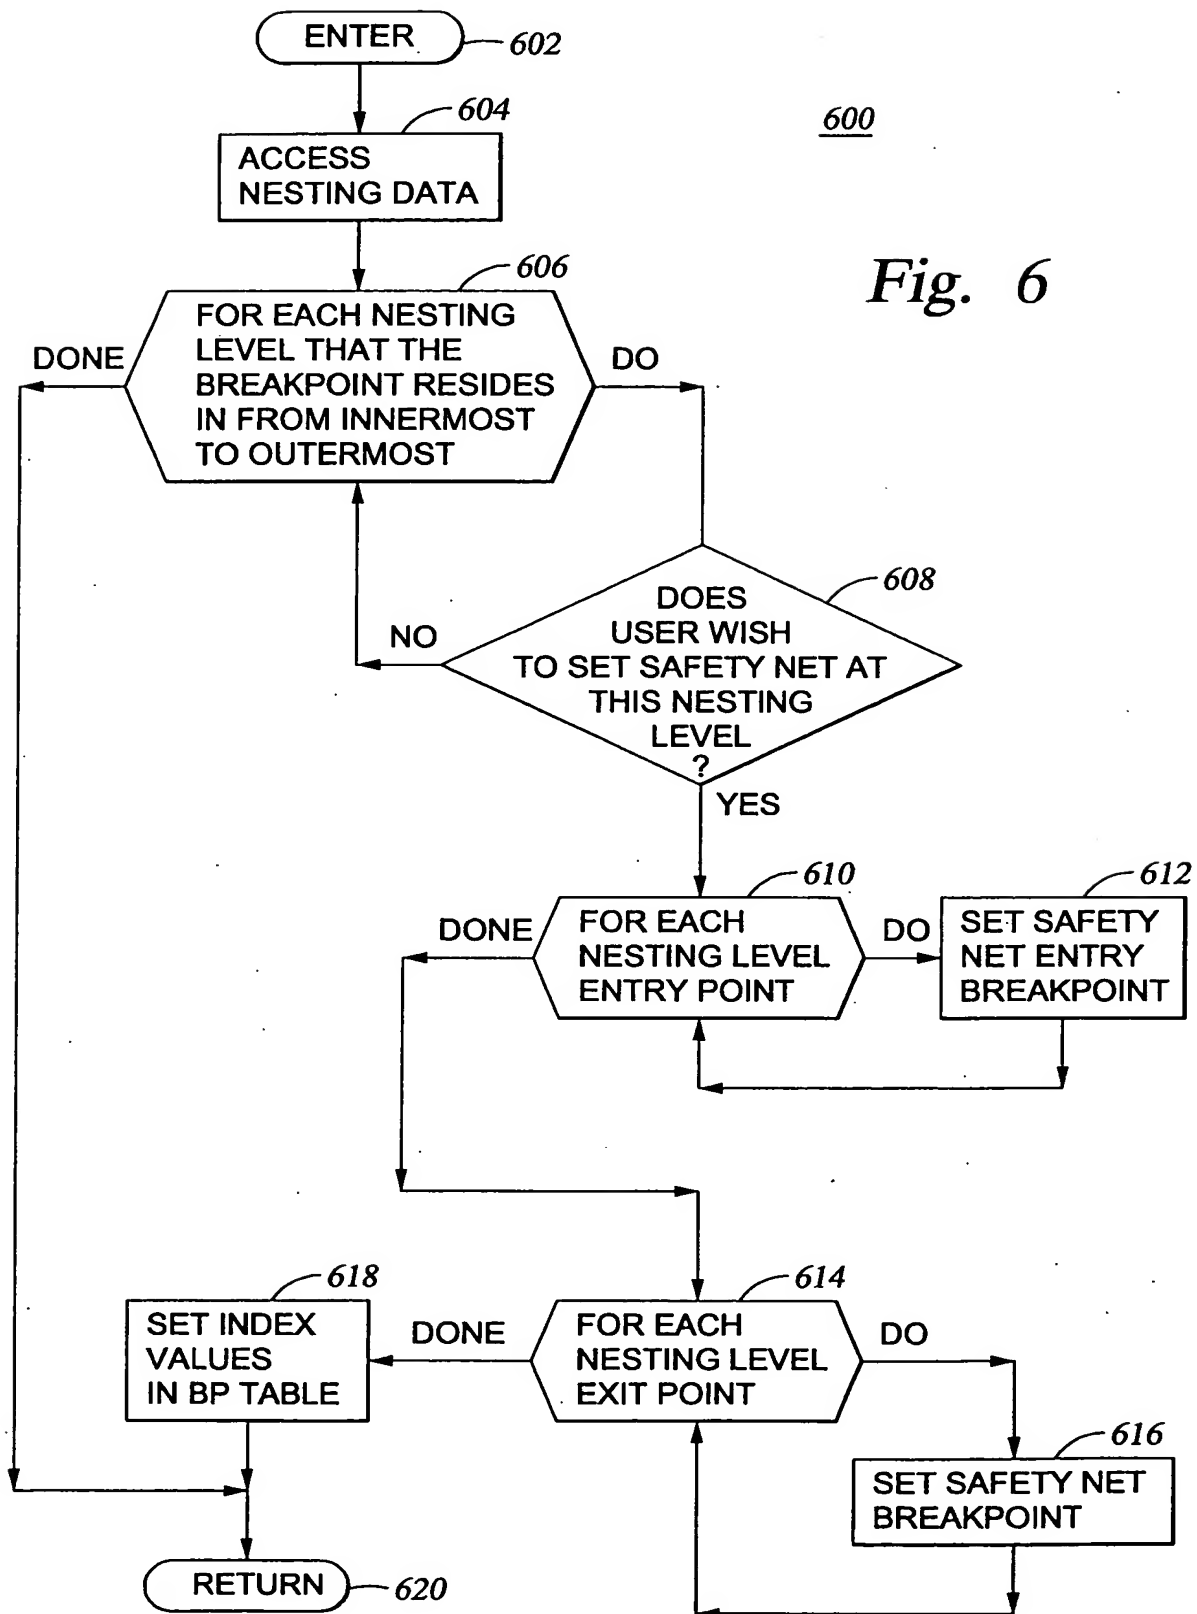 ENTER
602
604
600
ACCESS
NESTING DATA
606
Fig. 6
FOR EACH NESTING
LEVEL THAT THE
BREAKPOINT RESIDES
IN FROM INNERMOST
TO OUTERMOST
DONE
DO
608
DOES
USER WISH
TO SET SAFETY NET AT
THIS NESTING
LEVEL
?
NO
YES
610
612
DONE
FOR EACH
NESTING LEVEL
ENTRY POINT
DO
SET SAFETY
NET ENTRY
BREAKPOINT
618
614
SET INDEX
VALUES
IN BP TABLE
DONE
FOR EACH
NESTING LEVEL
EXIT POINT
DO
616
SET SAFETY NET
BREAKPOINT
RETURN
620